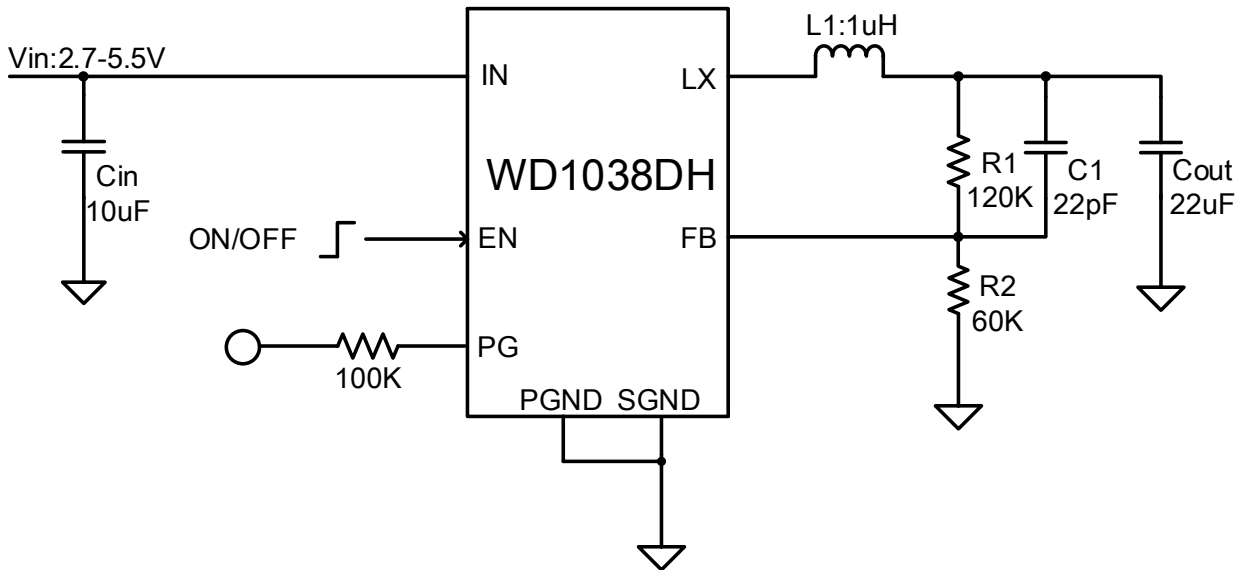 Vin:2.7-5.5V
Cin
10uF
ON/OFF
100K
IN
EN
PG
WD1038DH
LX
FB
PGND SGND
L1:1uH
R1
120K
C1
22pF
Cout
22uF
R2
60K